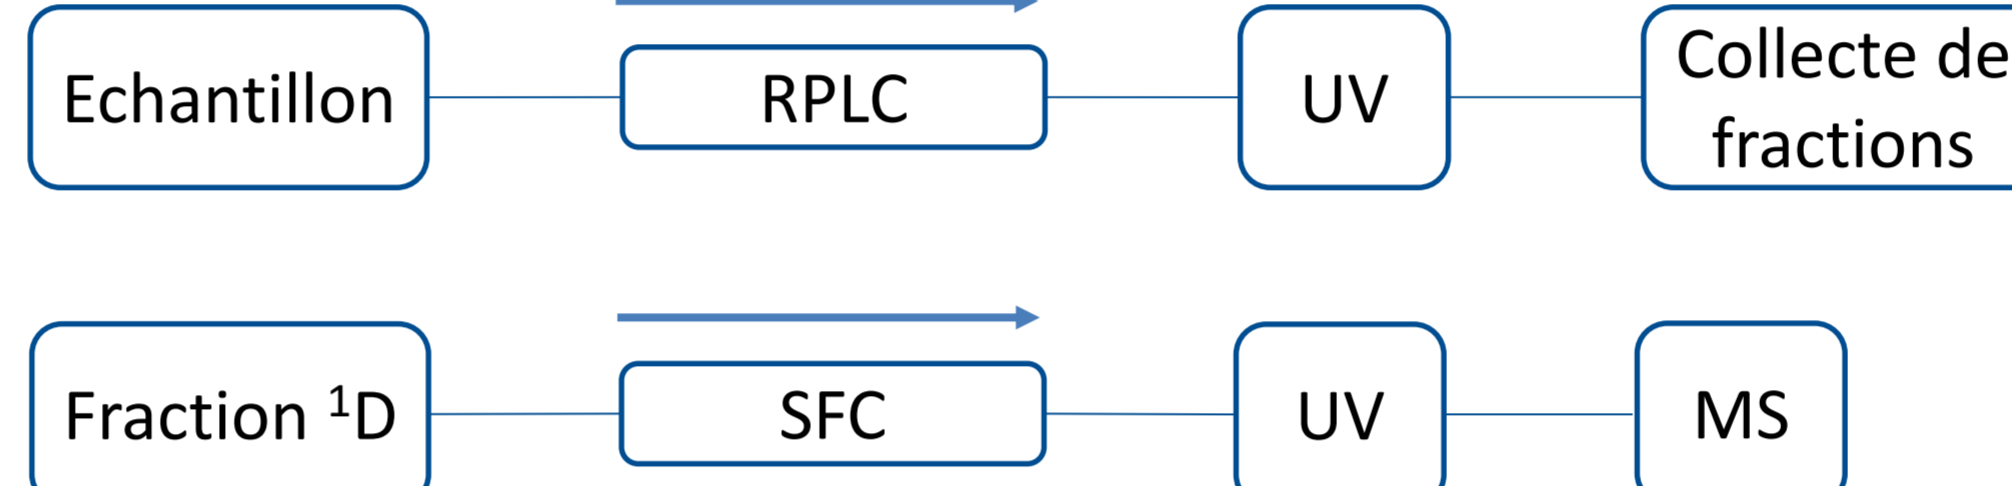 Echantillon
RPLC
UV
Collecte de
fractions
Fraction ¹D
SFC
UV
MS